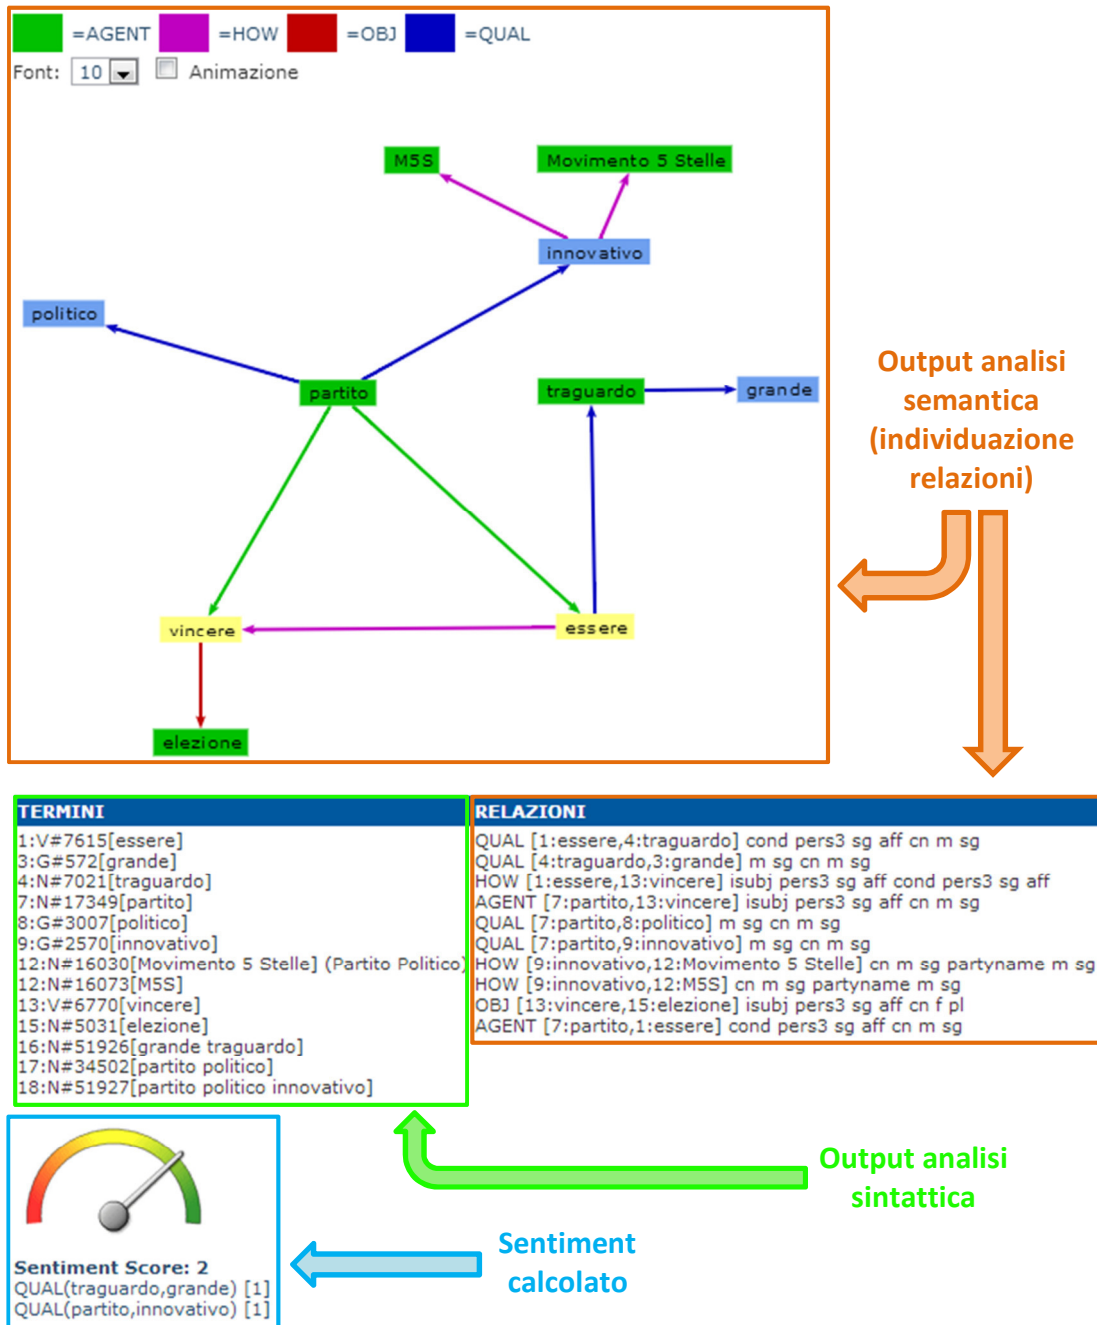 =AGENT =HOW =OBJ =QUAL
Font: 10 Animazione
M5S
Movimento 5 Stelle
innovativo
politico
partito
traguardo
grande
vincere
essere
elezione
Output analisi
semantica
(individuazione
relazioni)
TERMINI
1:V#7615[essere]
3:G#572[grande]
4:N#7021[traguardo]
7:N#17349[partito]
8:G#3007[politico]
9:G#2570[innovativo]
12:N#16030[Movimento 5 Stelle] (Partito Politico)
12:N#16073[M5S]
13:V#6770[vincere]
15:N#5031[elezione]
16:N#51926[grande traguardo]
17:N#34502[partito politico]
18:N#51927[partito politico innovativo]
RELAZIONI
QUAL [1:essere,4:traguardo] cond pers3 sg aff cn m sg
QUAL [4:traguardo,3:grande] m sg cn m sg
HOW [1:essere,13:vincere] isubj pers3 sg aff cond pers3 sg aff
AGENT [7:partito,13:vincere] isubj pers3 sg aff cn m sg
QUAL [7:partito,8:politico] m sg cn m sg
QUAL [7:partito,9:innovativo] m sg cn m sg
HOW [9:innovativo,12:Movimento 5 Stelle] cn m sg partyname m sg
HOW [9:innovativo,12:M5S] cn m sg partyname m sg
OBJ [13:vincere,15:elezione] isubj pers3 sg aff cn f pl
AGENT [7:partito,1:essere] cond pers3 sg aff cn m sg
Output analisi
sintattica
Sentiment
calcolato
Sentiment Score: 2
QUAL(traguardo,grande) [1]
QUAL(partito,innovativo) [1]